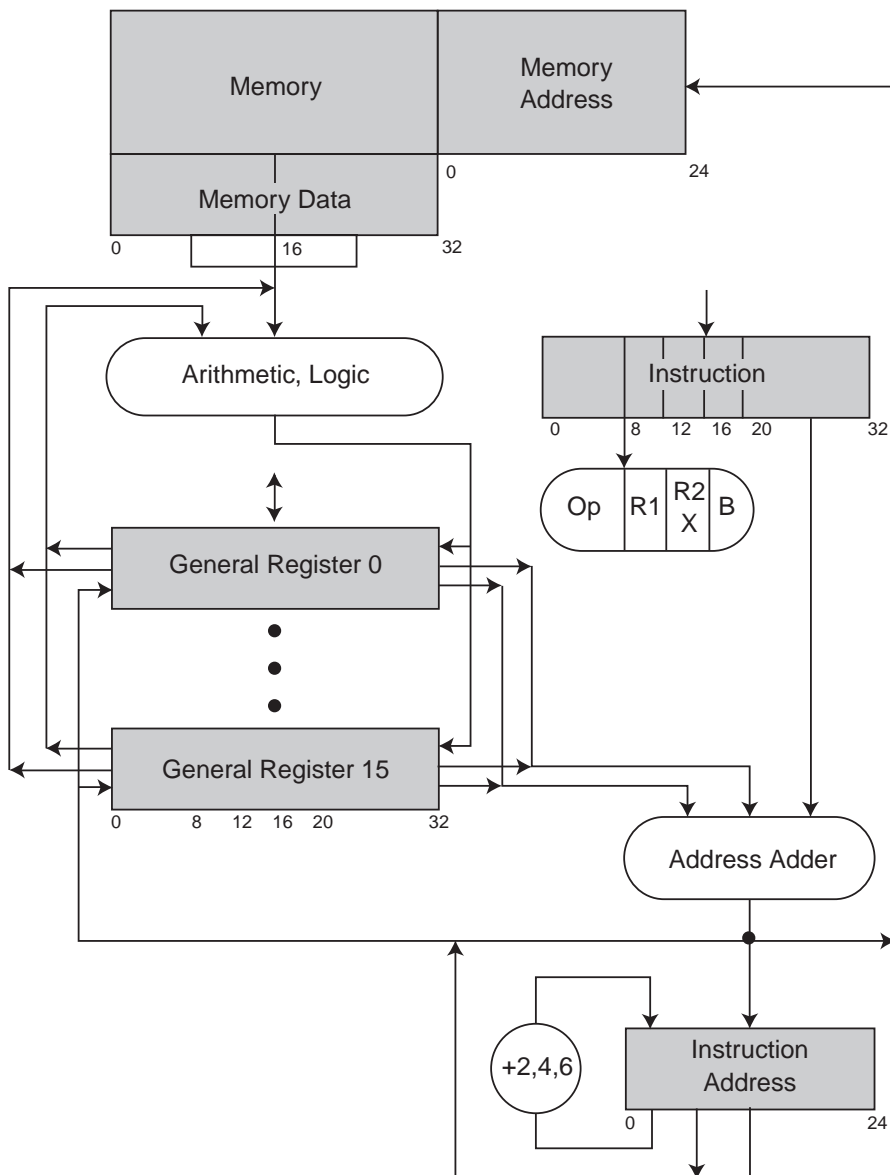 Memory
Memory
Address
0
24
Memory Data
0
16
32
Arithmetic, Logic
Instruction
0
8
12
16
20
32
Op
R1
R2
X
B
General Register 0
General Register 15
0
8
12
16
20
32
Address Adder
+2,4,6
Instruction
Address
0
24